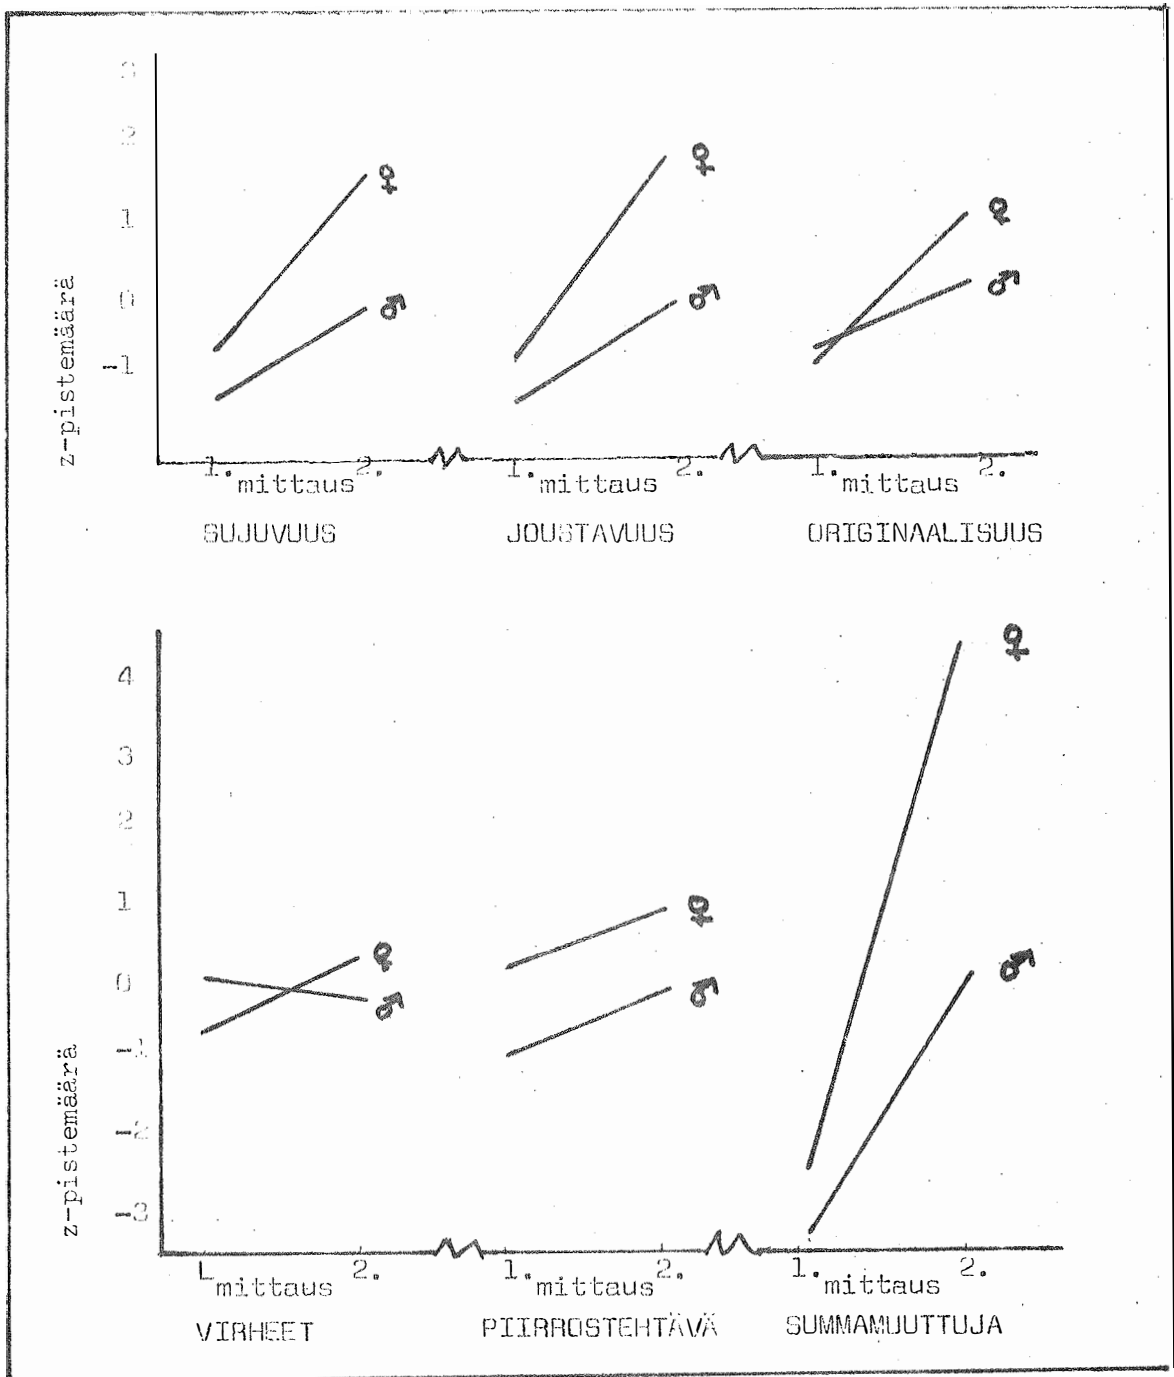 3
2
♀ ♀
1 ♀
z-pistemäärä
0 ♂ ♂ ♂
-1
1. mittaus 2. 1. mittaus 2. 1. mittaus 2.
SUJUVUUS JOUSTAVUUS ORIGINAALISUUS
♀
4
3
2
1 ♀
♀ ♂
0 ♂ ♂
z-pistemäärä
-1
-2
-3
mittaus 2. 1. mittaus 2. 1. mittaus 2.
VIRHEET PIIRROSTEHTÄVÄ SUMMAMUUTTUJA